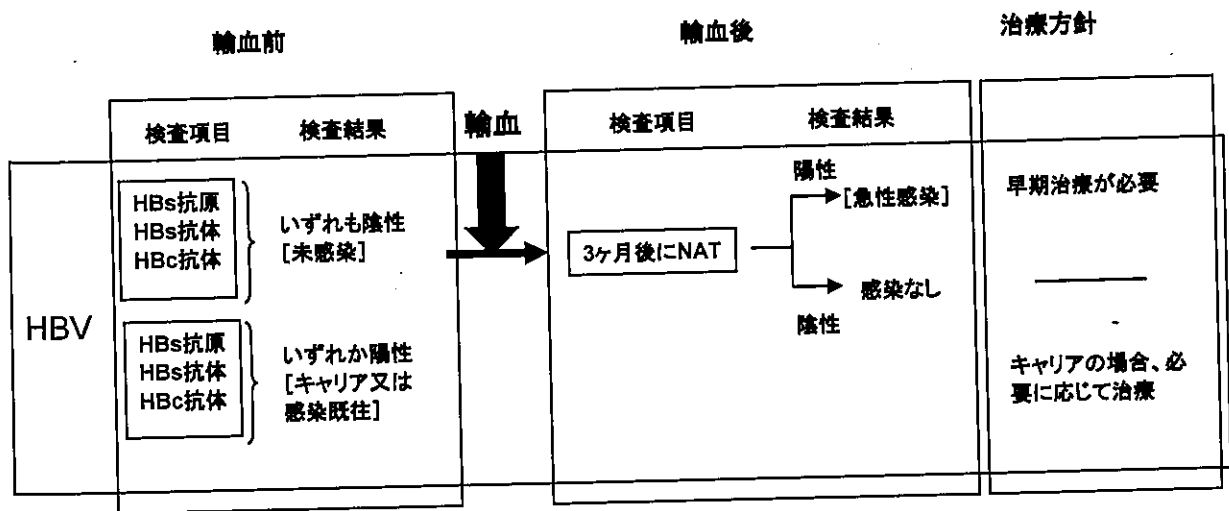 輸血前
輸血後
治療方針
検査項目
検査結果
輸血
検査項目
検査結果
HBV
HBs抗原
HBs抗体
HBc抗体
いずれも陰性
[未感染]
3ヶ月後にNAT
陽性
[急性感染]
感染なし
陰性
早期治療が必要
HBs抗原
HBs抗体
HBc抗体
いずれか陽性
[キャリア又は
感染既往]
キャリアの場合、必
要に応じて治療